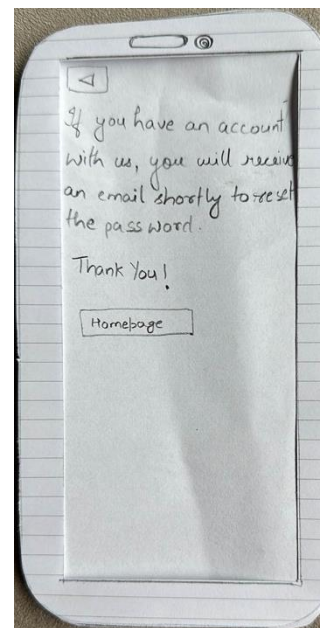 If you have an account
with us, you will receive
an email shortly to reset
the password.
Thank You!
Homepage